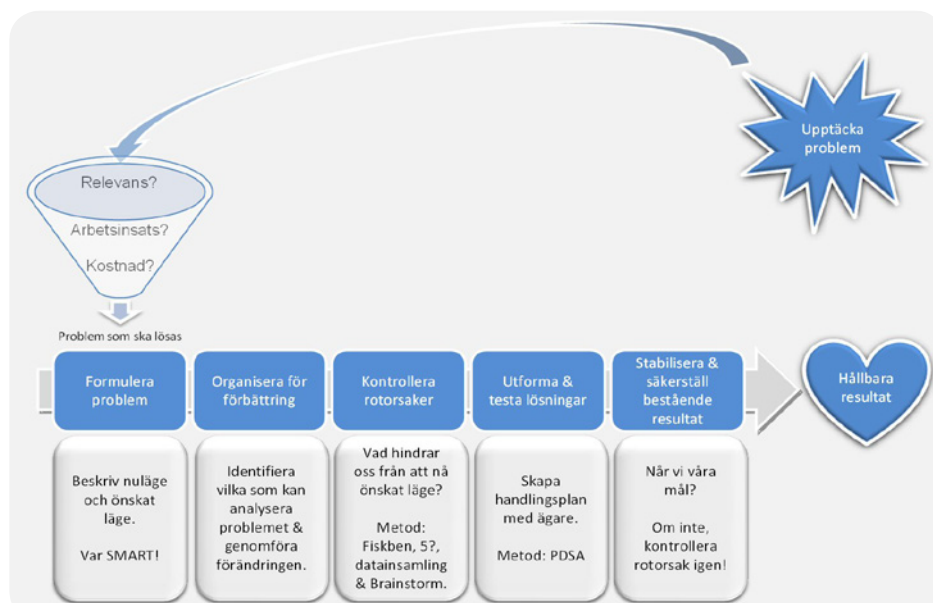 Upptäcka
problem
Relevans?
Arbetsinsats?
Kostnad?
Problem som ska lösas
Formulera
problem
Organisera för
förbättring
Kontrollera
rotorsaker
Utforma &
testa lösningar
Stabilisera &
säkerställ
bestående
resultat
Hållbara
resultat
Beskriv nuläge
och önskat
läge.
Var SMART!
Identifiera
vilka som kan
analysera
problemet &
genomföra
förändringen.
Vad hindrar
oss från att nå
önskat läge?
Metod:
Fiskben, 5?,
datainsamling
& Brainstorm.
Skapa
handlingsplan
med ägare.
Metod: PDSA
Når vi våra
mål?
Om inte,
kontrollera
rotorsak igen!